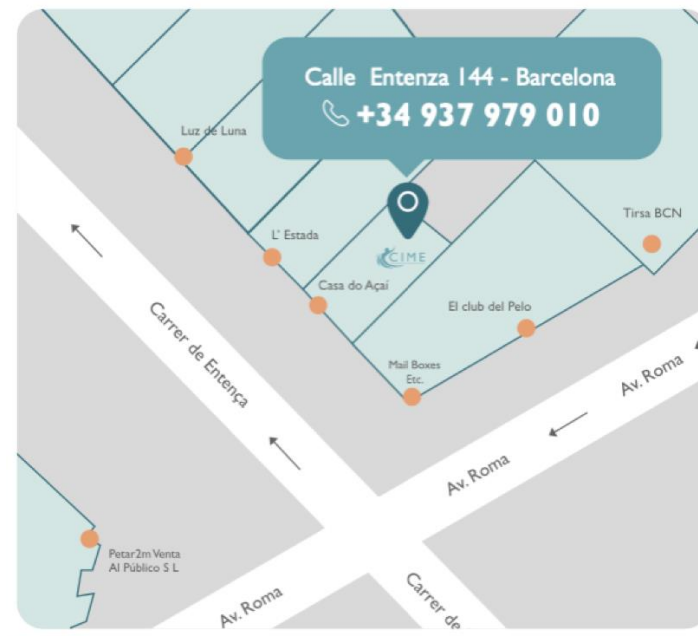 Calle Entenza 144 - Barcelona
+34 937 979 010
Luz de Luna
Tirsa BCN
L' Estada
CIME
Casa do Açaí
El club del Pelo
Mail Boxes
Etc.
Carrer de Entença
Av. Roma
Av. Roma
Petar2m Venta
Al Público S L
Av. Roma
Carrer de